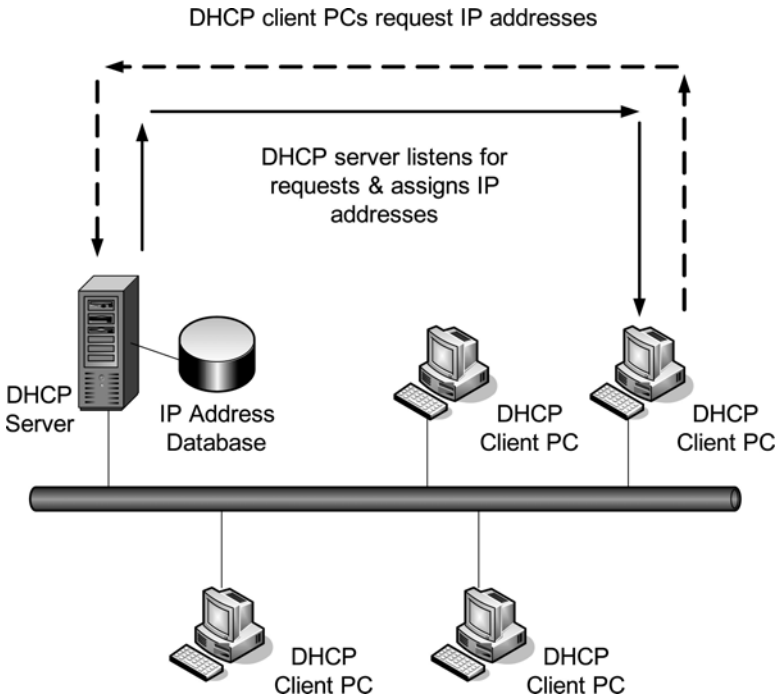 DHCP client PCs request IP addresses
DHCP server listens for
requests & assigns IP
addresses
DHCP
Server
IP Address
Database
DHCP
Client PC
DHCP
Client PC
DHCP
Client PC
DHCP
Client PC